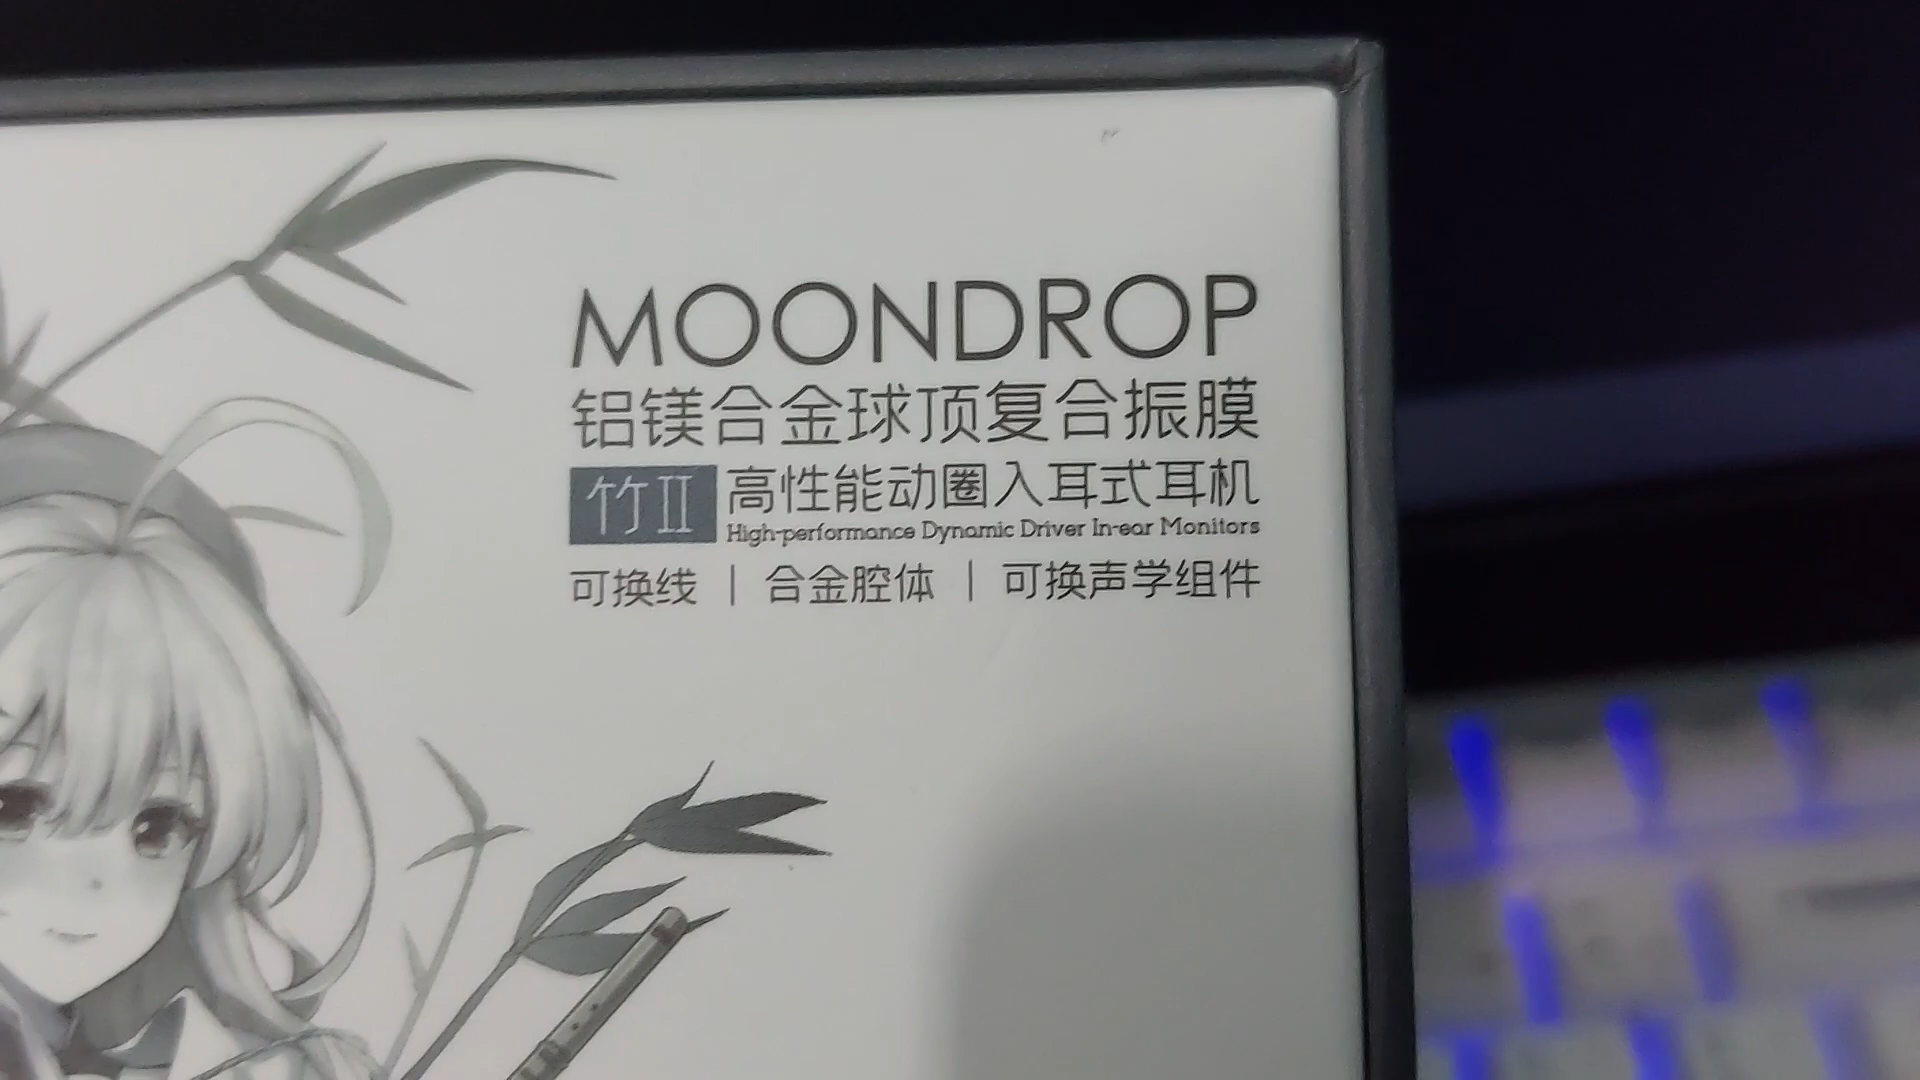 MOONDROP
铝镁合金球顶复合振膜
竹II 高性能动圈入耳式耳机
High-performance Dynamic Driver In-ear Monitors
可换线 | 合金腔体 | 可换声学组件